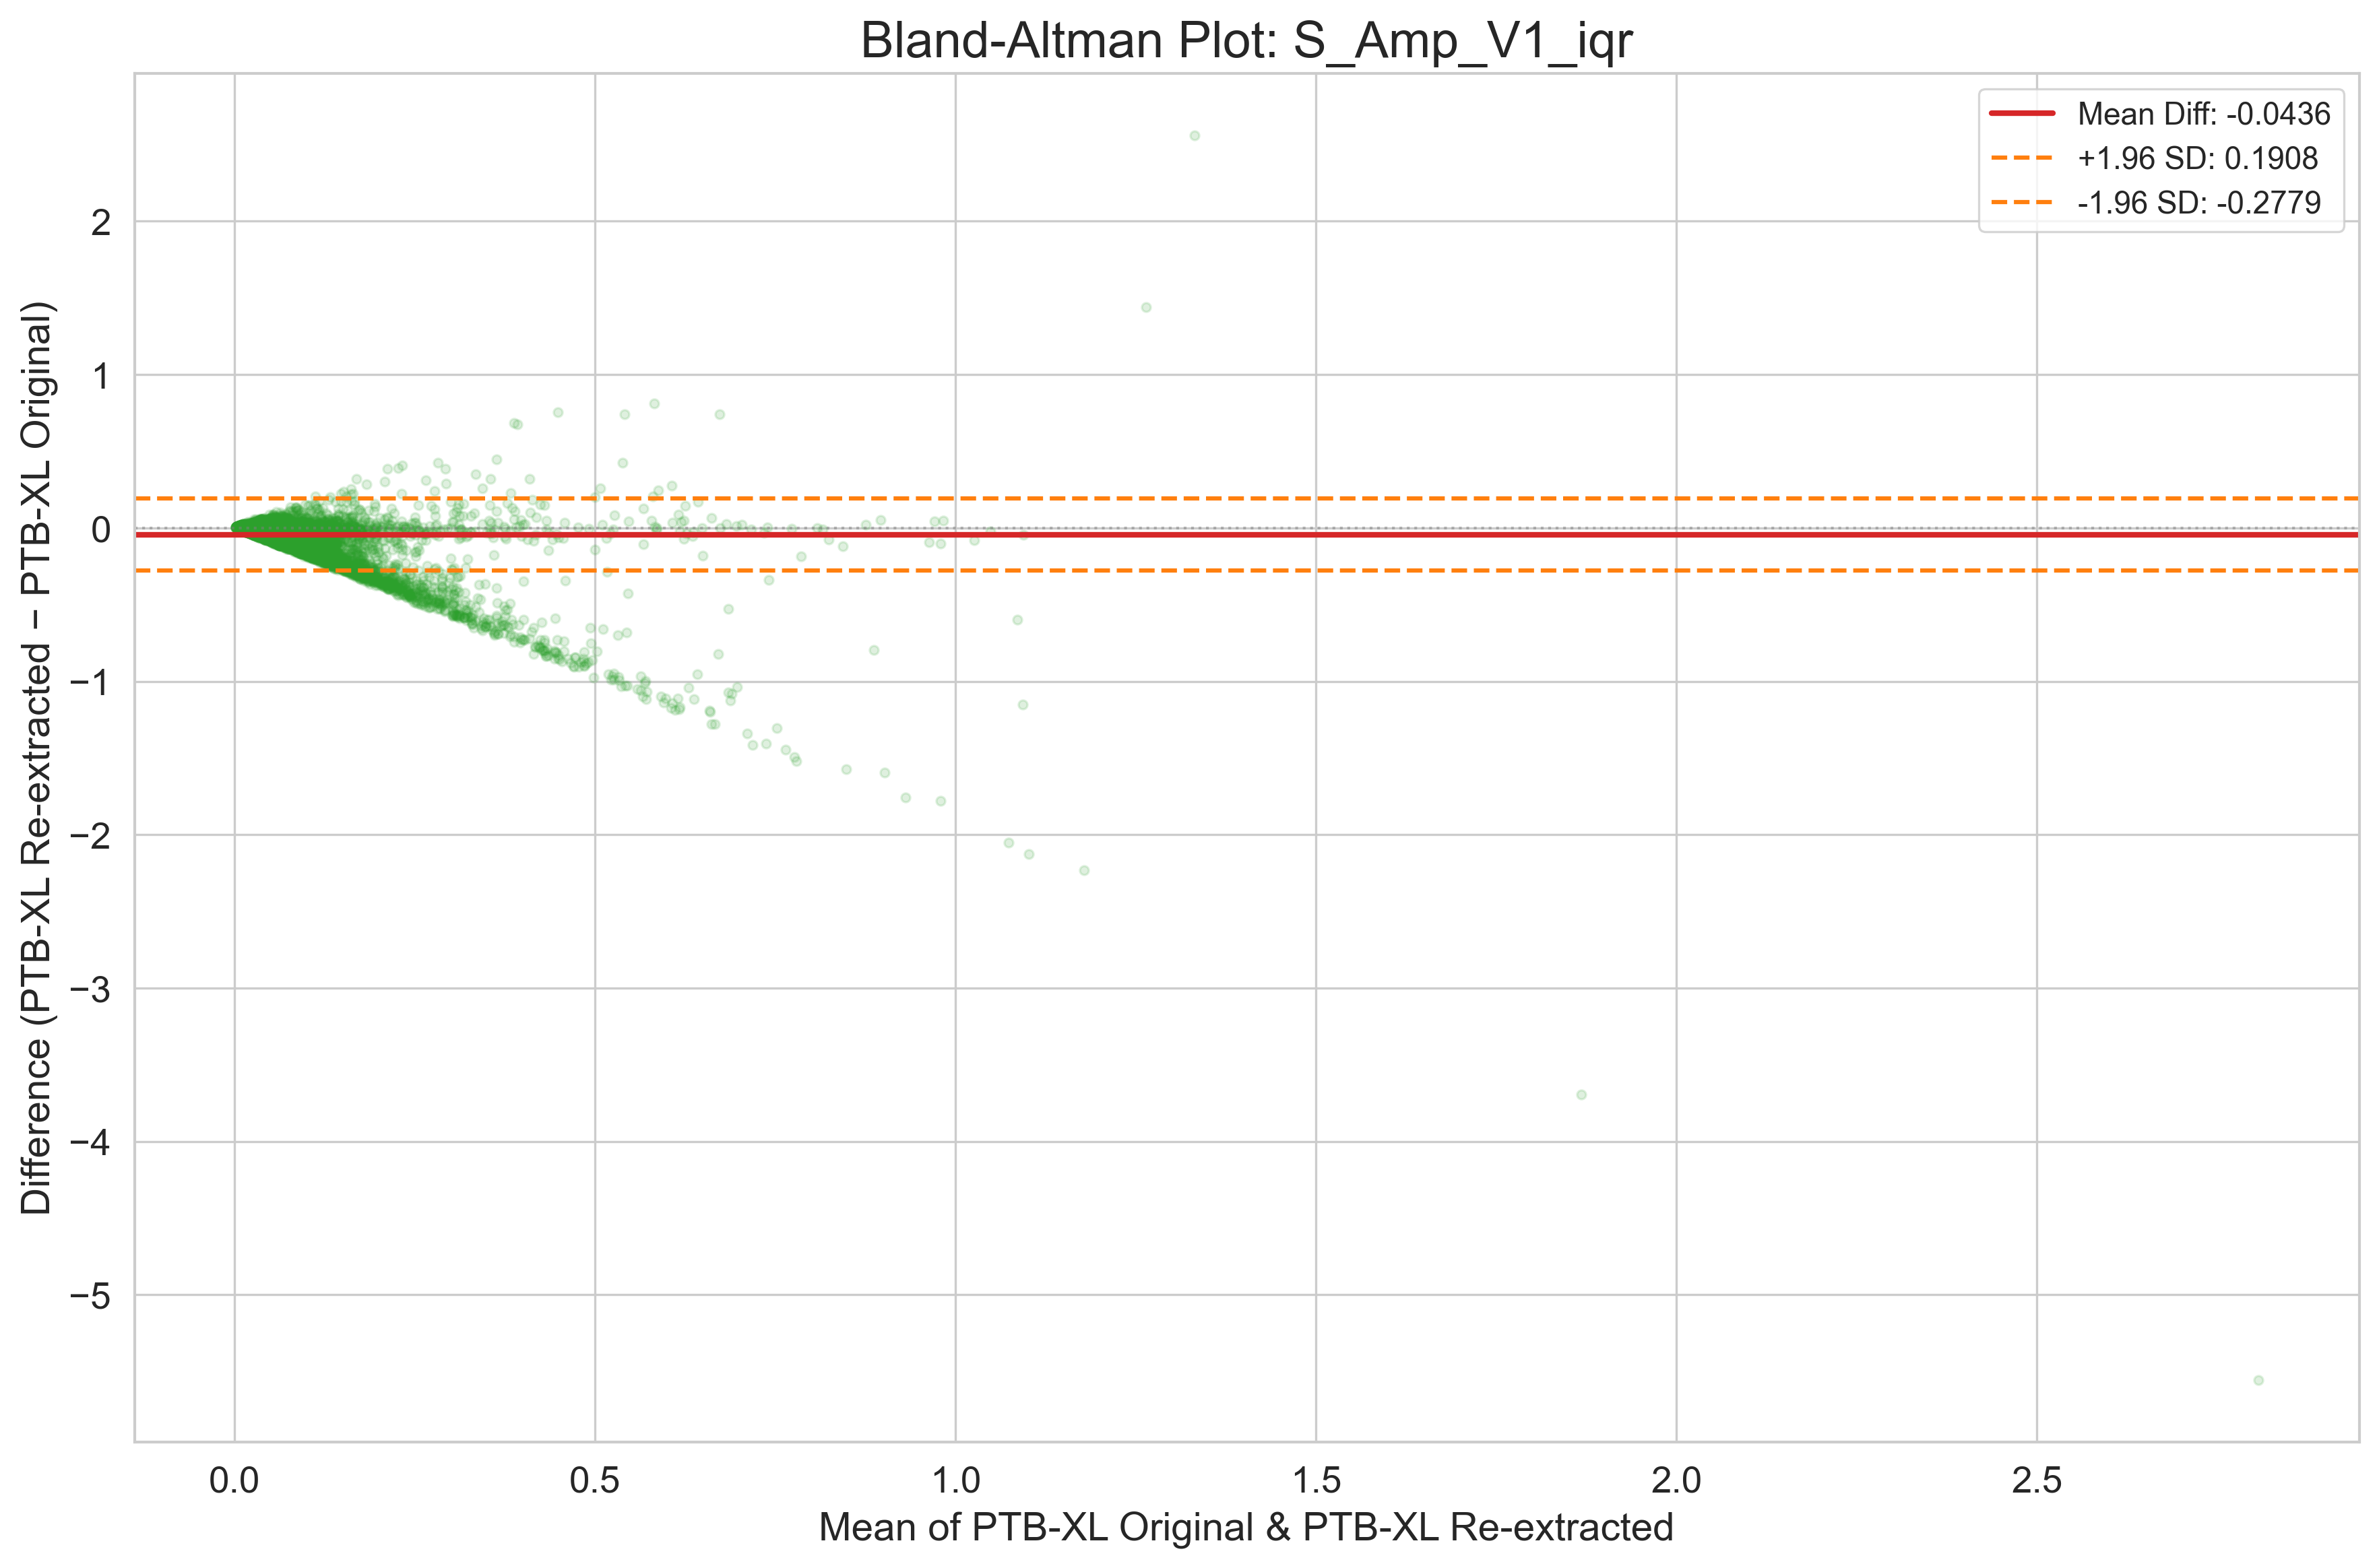 Bland-Altman Plot: S_Amp_V1_iqr
Mean Diff: -0.0436
+1.96 SD: 0.1908
-1.96 SD: -0.2779
Difference (PTB-XL Re-extracted – PTB-XL Original)
2
1
0
−1
−2
−3
−4
−5
0.0
0.5
1.0
1.5
2.0
2.5
Mean of PTB-XL Original & PTB-XL Re-extracted